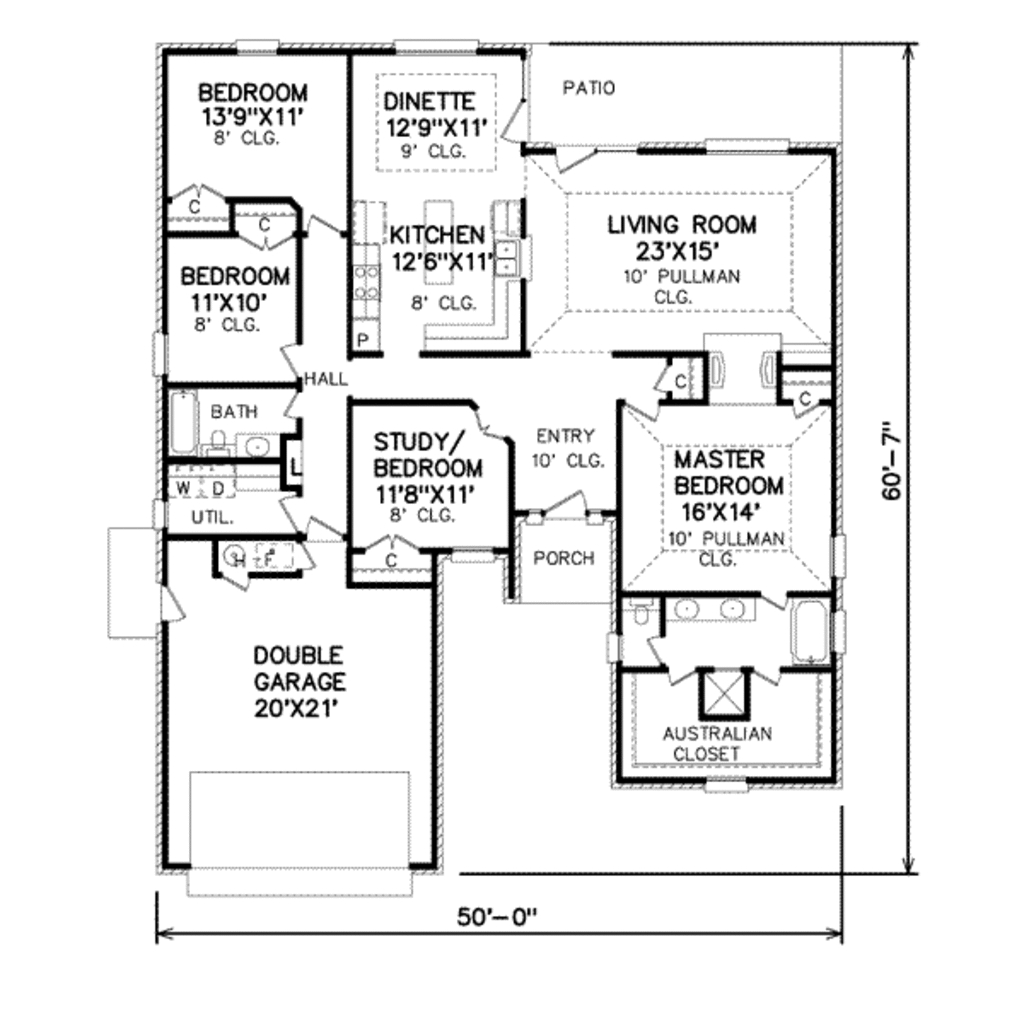 BEDROOM
13'9"X11'
8' CLG.
DINETTE
12'9"X11'
9' CLG.
PATIO
C
C
KITCHEN
12'6"X11'
8' CLG.
P
LIVING ROOM
23'X15'
10' PULLMAN
CLG.
BEDROOM
11'X10'
8' CLG.
HALL
C
C
BATH
L
W D
UTIL.
STUDY/
BEDROOM
11'8"X11'
8' CLG.
C
ENTRY
10' CLG.
MASTER
BEDROOM
16'X14'
10' PULLMAN
CLG.
PORCH
H F
DOUBLE
GARAGE
20'X21'
AUSTRALIAN
CLOSET
60'-7"
50'-0"